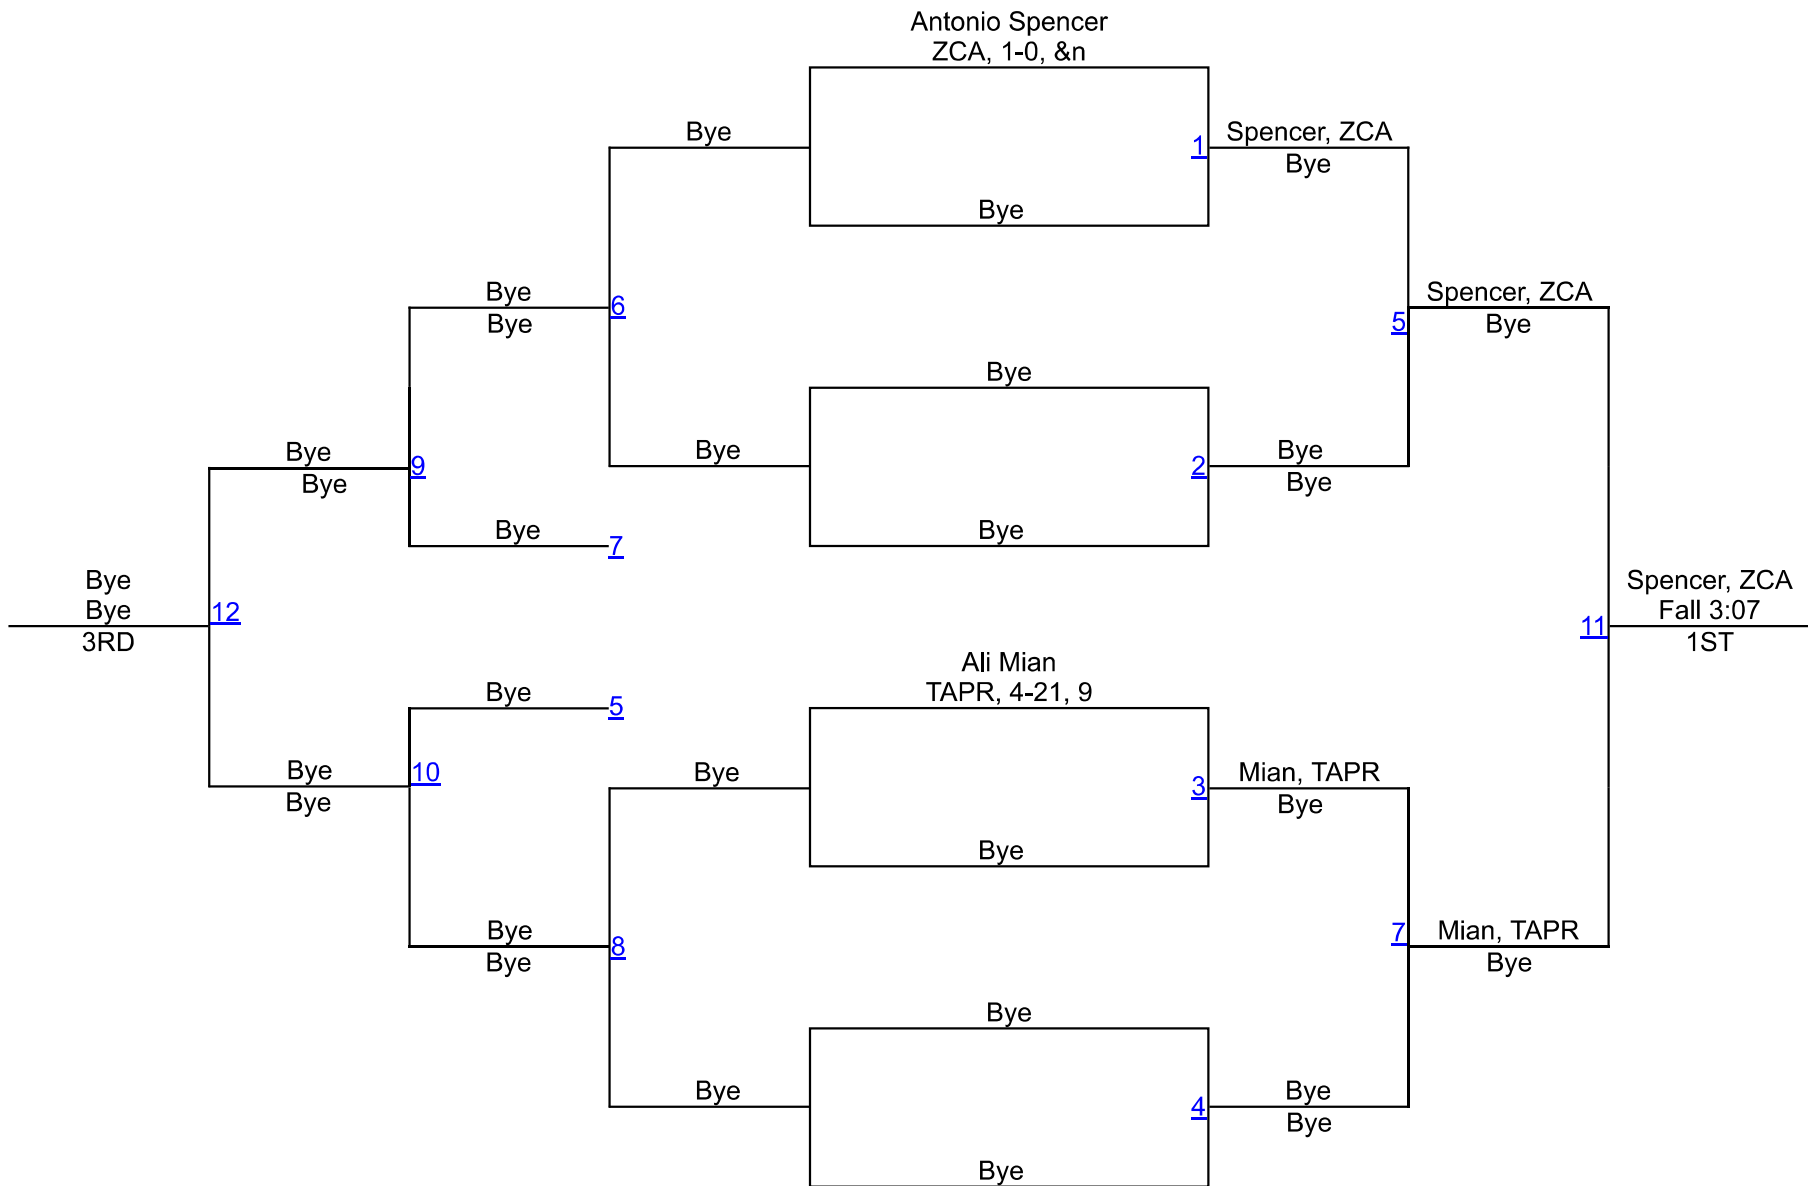 Antonio Spencer
ZCA, 1-0, &n
Bye
1
Spencer, ZCA
Bye
Bye
Bye
Bye
6
Spencer, ZCA
5
Bye
Bye
Bye
9
Bye
Bye
2
Bye
Bye
Bye
7
Bye
Bye
Bye
12
3RD
Spencer, ZCA
Fall 3:07
11
1ST
Ali Mian
TAPR, 4-21, 9
Bye
5
Bye
10
Bye
Bye
3
Mian, TAPR
Bye
Bye
Bye
8
Bye
7
Mian, TAPR
Bye
Bye
Bye
4
Bye
Bye
Bye